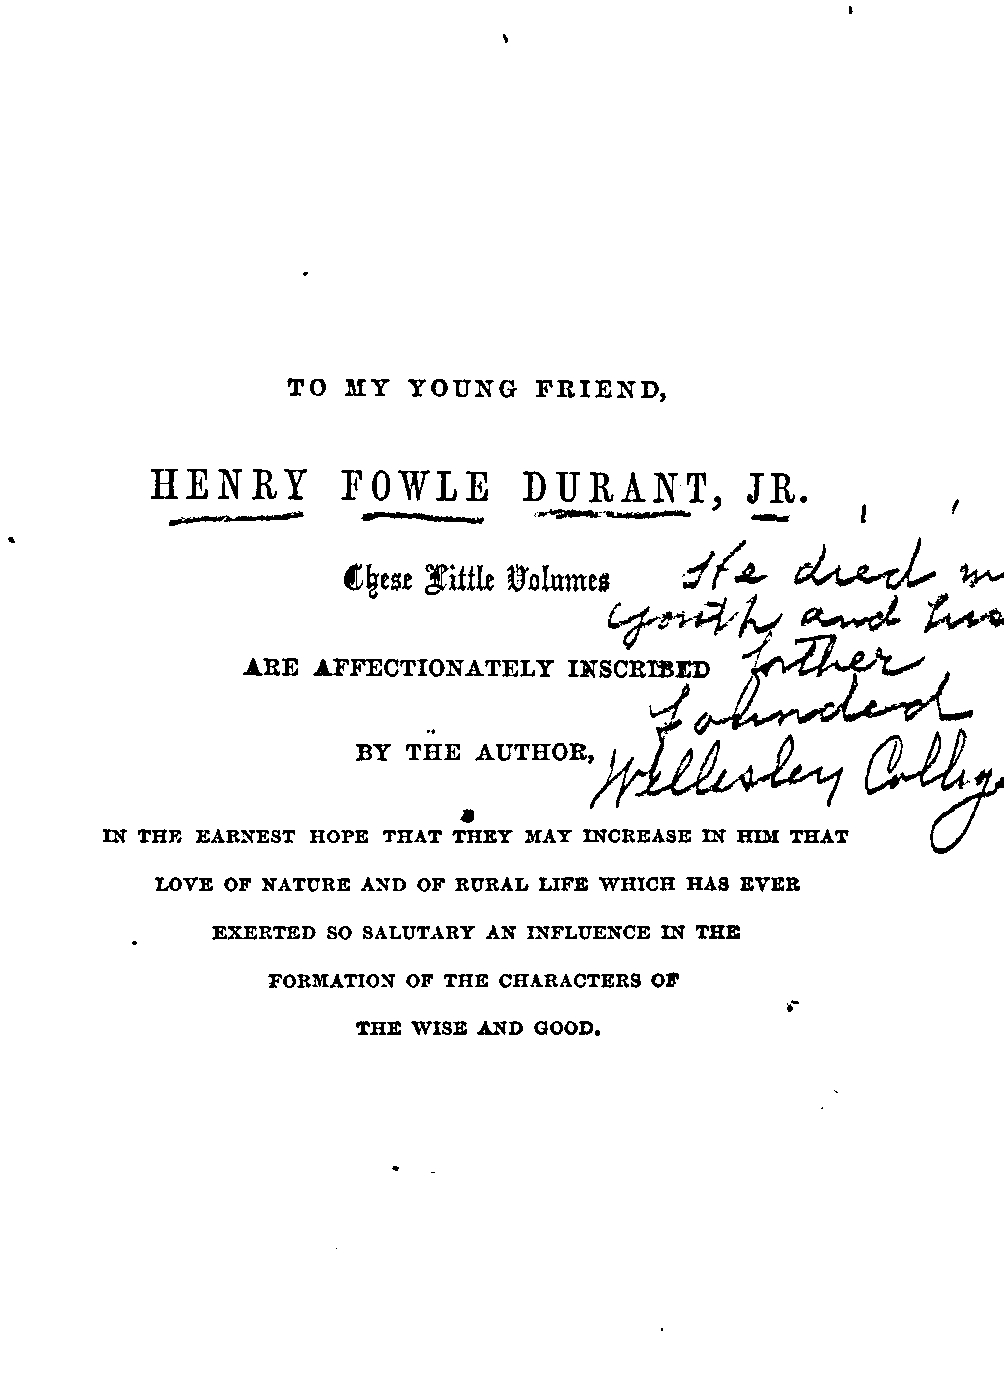 TO MY YOUNG FRIEND,
HENRY FOWLE DURANT, JR.
These Little Volumes
ARE AFFECTIONATELY INSCRIBED
BY THE AUTHOR,
IN THE EARNEST HOPE THAT THEY MAY INCREASE IN HIM THAT
LOVE OF NATURE AND OF RURAL LIFE WHICH HAS EVER
EXERTED SO SALUTARY AN INFLUENCE IN THE
FORMATION OF THE CHARACTERS OF
THE WISE AND GOOD.
He died in
youth and his
father
founded
Wellesley College